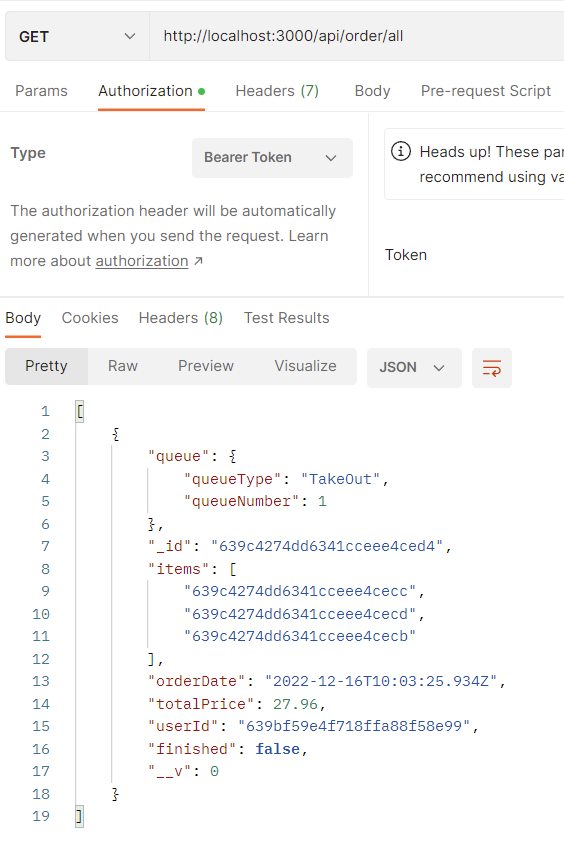 GET http://localhost:3000/api/order/all
Params Authorization Headers (7) Body Pre-request Script
Type Bearer Token
The authorization header will be automatically
generated when you send the request. Learn
more about authorization ↗
Heads up! These par
recommend using va
Token
Body Cookies Headers (8) Test Results
Pretty Raw Preview Visualize JSON
1 [
2 {
3 "queue": {
4 "queueType": "TakeOut",
5 "queueNumber": 1
6 },
7 "_id": "639c4274dd6341cceee4ced4",
8 "items": [
9 "639c4274dd6341cceee4cecc",
10 "639c4274dd6341cceee4cecd",
11 "639c4274dd6341cceee4cecb"
12 ],
13 "orderDate": "2022-12-16T10:03:25.934Z",
14 "totalPrice": 27.96,
15 "userId": "639bf59e4f718ffa88f58e99",
16 "finished": false,
17 "__v": 0
18 }
19 ]